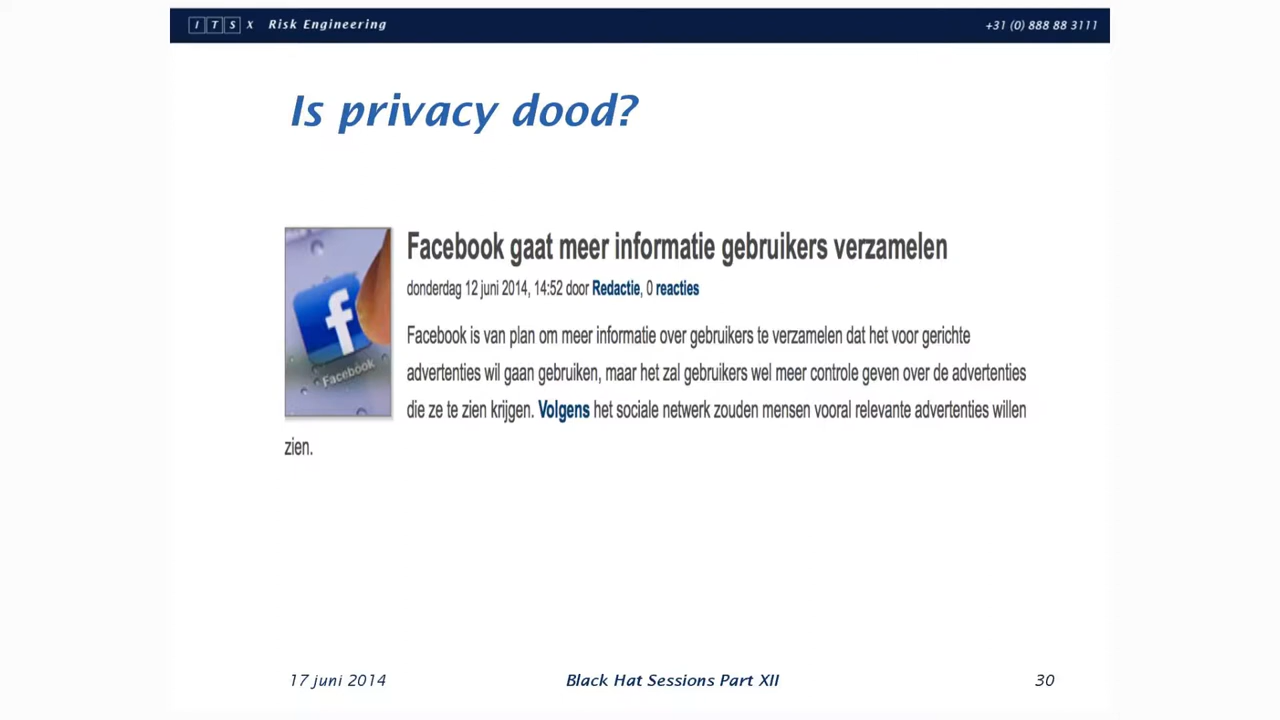 I T S X Risk Engineering
+31 (0) 888 88 3111
Is privacy dood?
Facebook gaat meer informatie gebruikers verzamelen
donderdag 12 juni 2014, 14:52 door Redactie, 0 reacties
Facebook is van plan om meer informatie over gebruikers te verzamelen dat het voor gerichte
advertenties wil gaan gebruiken, maar het zal gebruikers wel meer controle geven over de advertenties
die ze te zien krijgen. Volgens het sociale netwerk zouden mensen vooral relevante advertenties willen
zien.
Facebook
17 juni 2014
Black Hat Sessions Part XII
30